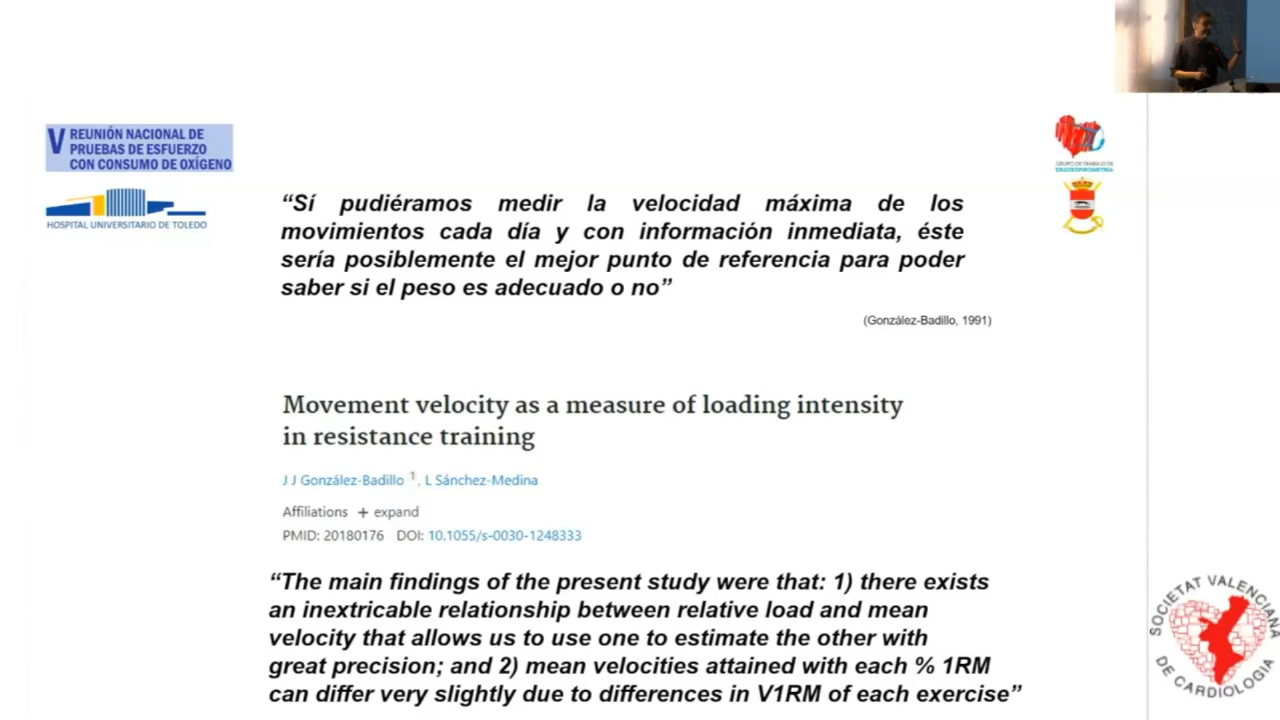 V REUNIÓN NACIONAL DE
PRUEBAS DE ESFUERZO
CON CONSUMO DE OXÍGENO
HOSPITAL UNIVERSITARIO DE TOLEDO
GRUPO DE TRABAJO DE
ERGOESPIROMETRÍA
“Sí pudiéramos medir la velocidad máxima de los
movimientos cada día y con información inmediata, éste
sería posiblemente el mejor punto de referencia para poder
saber si el peso es adecuado o no”
(González-Badillo, 1991)
Movement velocity as a measure of loading intensity
in resistance training
J J González-Badillo 1, L Sánchez-Medina
Affiliations + expand
PMID: 20180176 DOI: 10.1055/s-0030-1248333
“The main findings of the present study were that: 1) there exists
an inextricable relationship between relative load and mean
velocity that allows us to use one to estimate the other with
great precision; and 2) mean velocities attained with each % 1RM
can differ very slightly due to differences in V1RM of each exercise”
SOCIETAT VALENCIANA
DE CARDIOLOGIA